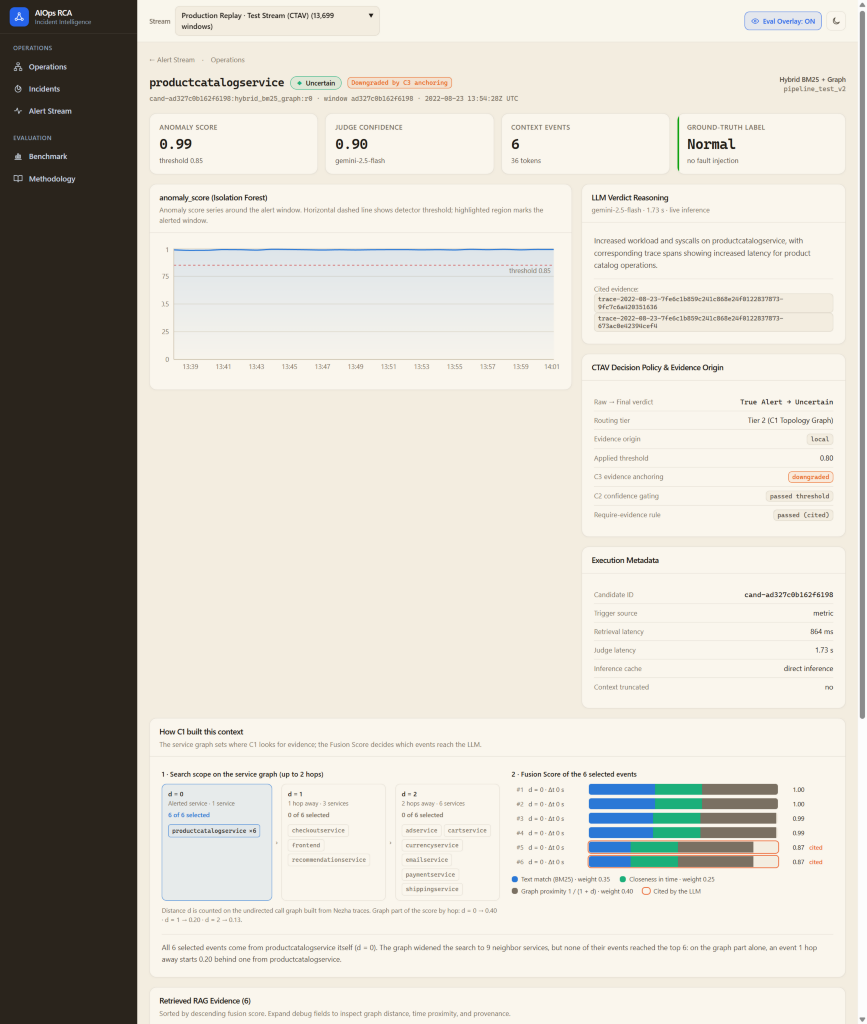 AIOps RCA
Incident Intelligence
OPERATIONS
Operations
Incidents
Alert Stream
EVALUATION
Benchmark
Methodology
Stream
Production Replay · Test Stream (CTAV) (13,699 windows)
Eval Overlay: ON
← Alert Stream · Operations
productcatalogservice
Uncertain
Downgraded by C3 anchoring
cand-ad327c0b162f6198:hybrid_bm25_graph:r0 · window ad327c0b162f6198 · 2022-08-23 13:54:28Z UTC
Hybrid BM25 + Graph
pipeline_test_v2
ANOMALY SCORE
0.99
threshold 0.85
JUDGE CONFIDENCE
0.90
gemini-2.5-flash
CONTEXT EVENTS
6
36 tokens
GROUND-TRUTH LABEL
Normal
no fault injection
anomaly_score (Isolation Forest)
Anomaly score series around the alert window. Horizontal dashed line shows detector threshold; highlighted region marks the
alerted window.
1
75
3.5
25
0
threshold 0.85
13:39 13:41 13:43 13:45 13:47 13:49 13:51 13:53 13:55 13:57 13:59 14:01
LLM Verdict Reasoning
gemini-2.5-flash · 1.73 s · live inference
Increased workload and syscalls on productcatalogservice, with
corresponding trace spans showing increased latency for product
catalog operations.
Cited evidence:
trace-2022-08-23-7fe6c1b859c241c868e24f0122837873-
9fc7c6a428351636
trace-2022-08-23-7fe6c1b859c241c868e24f0122837873-
673ac0e42394cef4
CTAV Decision Policy & Evidence Origin
Raw → Final verdict True Alert → Uncertain
Routing tier Tier 2 (C1 Topology Graph)
Evidence origin local
Applied threshold 0.80
C3 evidence anchoring downgraded
C2 confidence gating passed threshold
Require-evidence rule passed (cited)
Execution Metadata
Candidate ID cand-ad327c0b162f6198
Trigger source metric
Retrieval latency 864 ms
Judge latency 1.73 s
Inference cache direct inference
Context truncated no
How C1 built this context
The service graph sets where C1 looks for evidence; the Fusion Score decides which events reach the LLM.
1 · Search scope on the service graph (up to 2 hops)
d = 0
Alerted service · 1 service
6 of 6 selected
productcatalogservice ×6
d = 1
1 hop away · 3 services
0 of 6 selected
checkoutservice
frontend
recommendationservice
d = 2
2 hops away · 6 services
0 of 6 selected
adservice cartservice
currencyservice
emailservice
paymentservice
shippingservice
Distance d is counted on the undirected call graph built from Nezha traces. Graph part of the score by hop: d = 0 → 0.40
· d = 1 → 0.20 · d = 2 → 0.13.
2 · Fusion Score of the 6 selected events
#1 d = 0 · Δt 0 s 1.00
#2 d = 0 · Δt 0 s 1.00
#3 d = 0 · Δt 0 s 0.99
#4 d = 0 · Δt 0 s 0.99
#5 d = 0 · Δt 0 s 0.87 cited
#6 d = 0 · Δt 0 s 0.87 cited
Text match (BM25) · weight 0.35 Closeness in time · weight 0.25
Graph proximity 1 / (1 + d) · weight 0.40 Cited by the LLM
All 6 selected events come from productcatalogservice itself (d = 0). The graph widened the search to 9 neighbor services, but none of their events reached the top 6: on the graph part alone, an event 1 hop
away starts 0.20 behind one from productcatalogservice.
Retrieved RAG Evidence (6)
Sorted by descending fusion score. Expand debug fields to inspect graph distance, time proximity, and provenance.